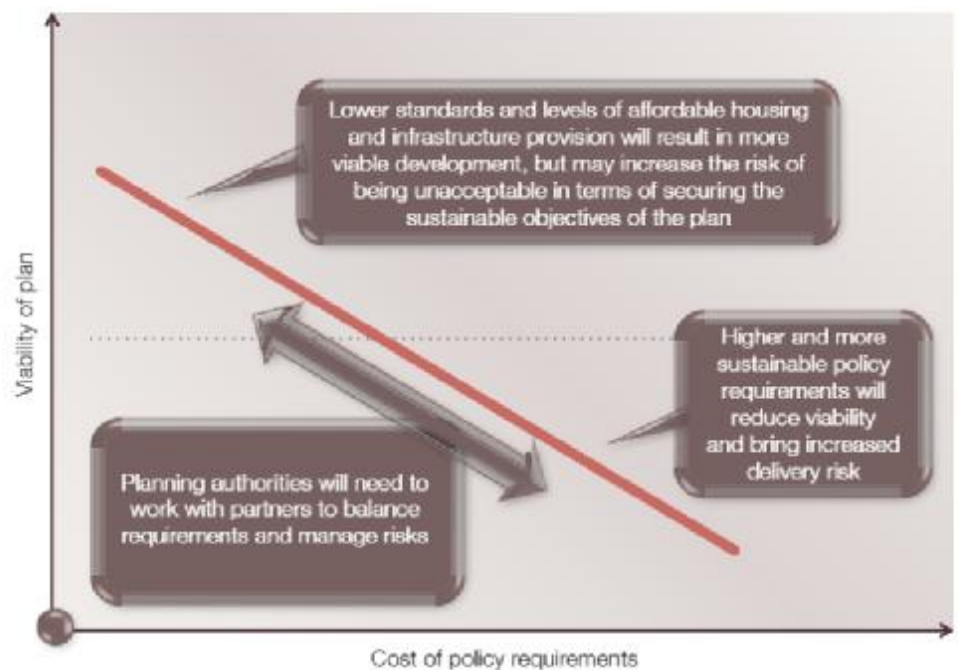 Lower standards and levels of affordable housing
and infrastructure provision will result in more
viable development, but may increase the risk of
being unacceptable in terms of securing the
sustainable objectives of the plan
Viability of plan
Higher and more
sustainable policy
requirements will
reduce viability
and bring increased
delivery risk
Planning authorities will need to
work with partners to balance
requirements and manage risks
Cost of policy requirements